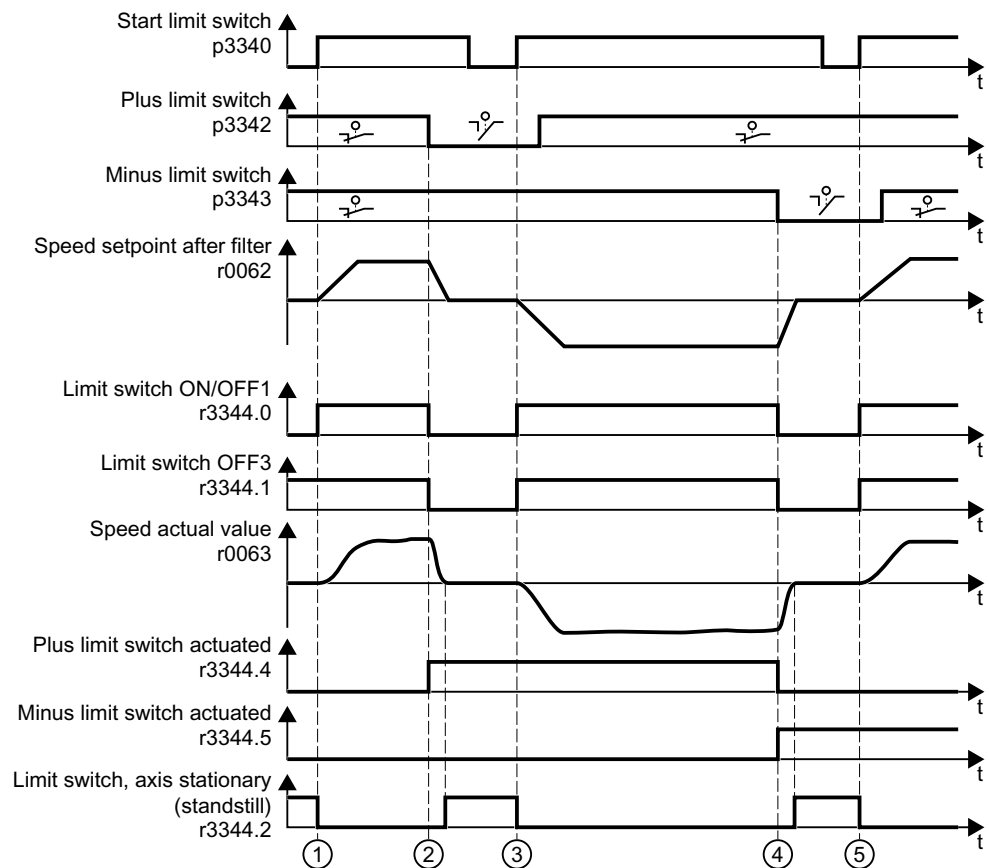 Start limit switch
p3340
t
Plus limit switch
p3342
t
Minus limit switch
p3343
t
Speed setpoint after filter
r0062
t
Limit switch ON/OFF1
r3344.0
t
Limit switch OFF3
r3344.1
t
Speed actual value
r0063
t
Plus limit switch actuated
r3344.4
t
Minus limit switch actuated
r3344.5
t
Limit switch, axis stationary
(standstill)
r3344.2
t
1 2 3 4 5